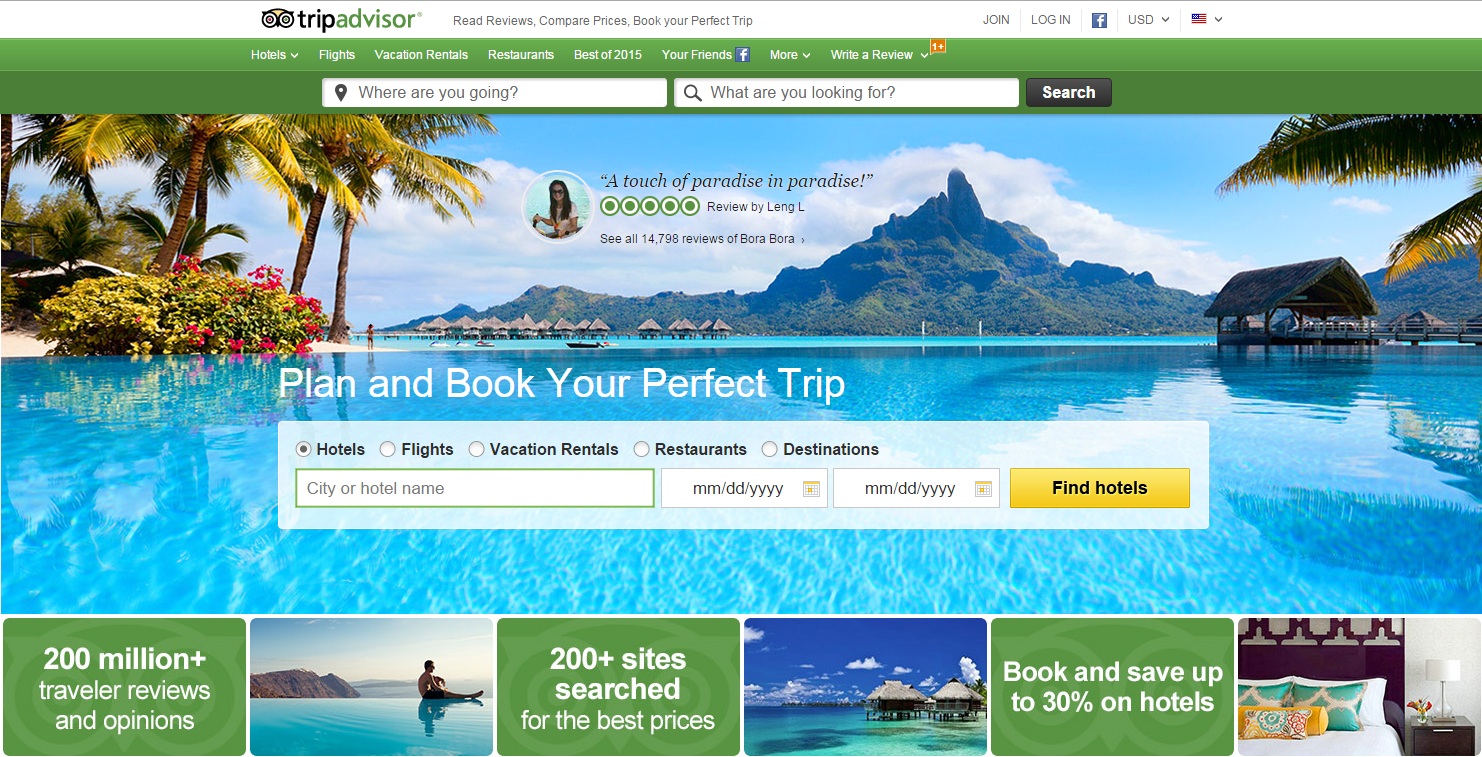 tripadvisor®
Read Reviews, Compare Prices, Book your Perfect Trip
JOIN
LOG IN
f
USD
Hotels
Flights
Vacation Rentals
Restaurants
Best of 2015
Your Friends f
More
Write a Review
1+
Where are you going?
What are you looking for?
Search
“A touch of paradise in paradise!”
Review by Leng L
See all 14,798 reviews of Bora Bora ›
Plan and Book Your Perfect Trip
Hotels
Flights
Vacation Rentals
Restaurants
Destinations
City or hotel name
mm/dd/yyyy
mm/dd/yyyy
Find hotels
200 million+
traveler reviews
and opinions
200+ sites
searched
for the best prices
Book and save up
to 30% on hotels